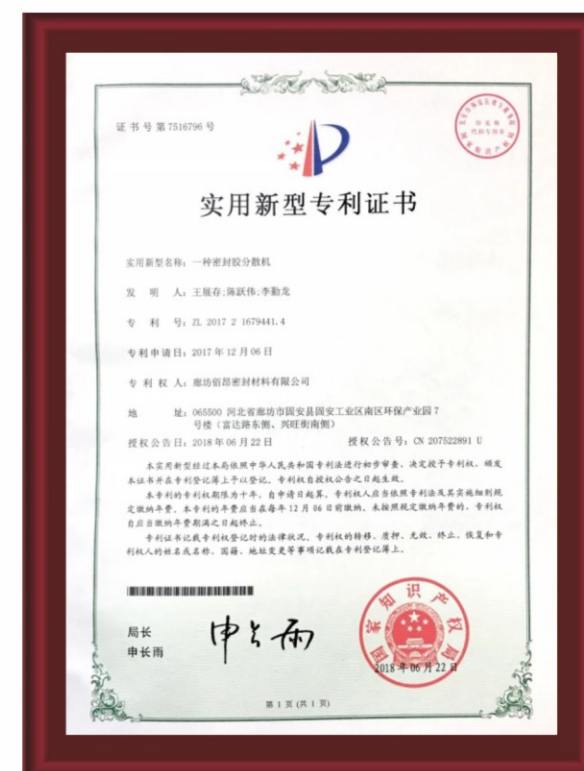 证书号第7516796号
实用新型专利证书
实用新型名称：一种密封胶分散机
发 明 人：王展存;陈跃伟;李勤龙
专 利 号：ZL 2017 2 1679441.4
专利申请日：2017年12月06日
专 利 权 人：廊坊佰昂密封材料有限公司
地 址：065500 河北省廊坊市固安县固安工业区南区环保产业园7
号楼（富达路东侧、兴旺街南侧）
授权公告日：2018年06月22日 授权公告号：CN 207522891 U
本实用新型经过本局依照中华人民共和国专利法进行初步审查，决定授予专利权，颁发
本证书并在专利登记簿上予以登记。专利权自授权公告之日起生效。
本专利的专利权期限为十年，自申请日起算。专利权人应当依照专利法及其实施细则规
定缴纳年费。本专利的年费应当在每年12月06日前缴纳。未按照规定缴纳年费的，专利权
自应当缴纳年费期满之日起终止。
专利证书记载专利权登记时的法律状况。专利权的转移、质押、无效、终止、恢复和专
利权人的姓名或名称、国籍、地址变更等事项记载在专利登记簿上。
局长
申长雨
申长雨
国家知识产权局
2018年06月22日
第 1 页 (共 1 页)